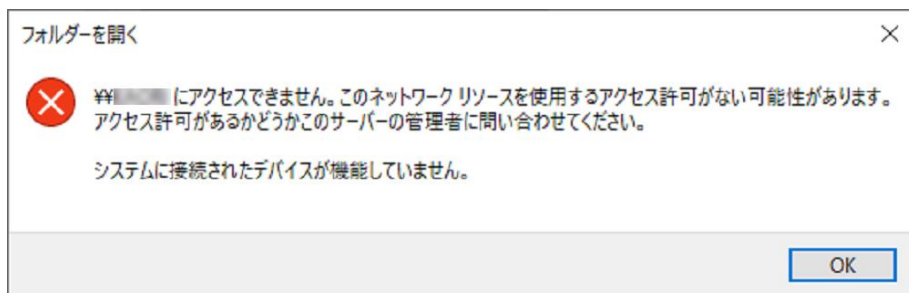 フォルダーを開く
¥¥ にアクセスできません。このネットワーク リソースを使用するアクセス許可がない可能性があります。
アクセス許可があるかどうかこのサーバーの管理者に問い合わせてください。
システムに接続されたデバイスが機能していません。
OK